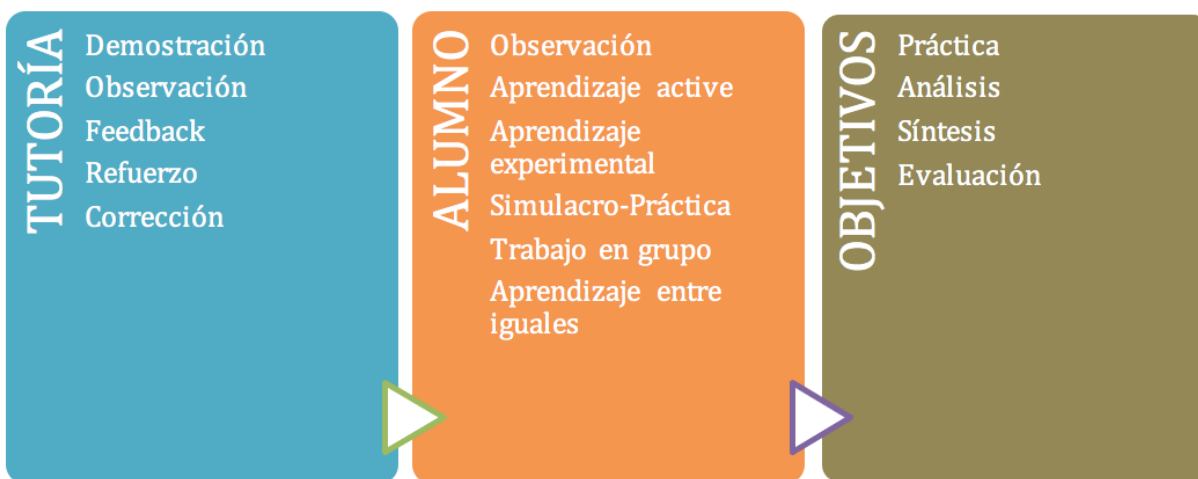 TUTORÍA
Demostración
Observación
Feedback
Refuerzo
Corrección
ALUMNO
Observación
Aprendizaje active
Aprendizaje
experimental
Simulacro-Práctica
Trabajo en grupo
Aprendizaje entre
iguales
OBJETIVOS
Práctica
Análisis
Síntesis
Evaluación